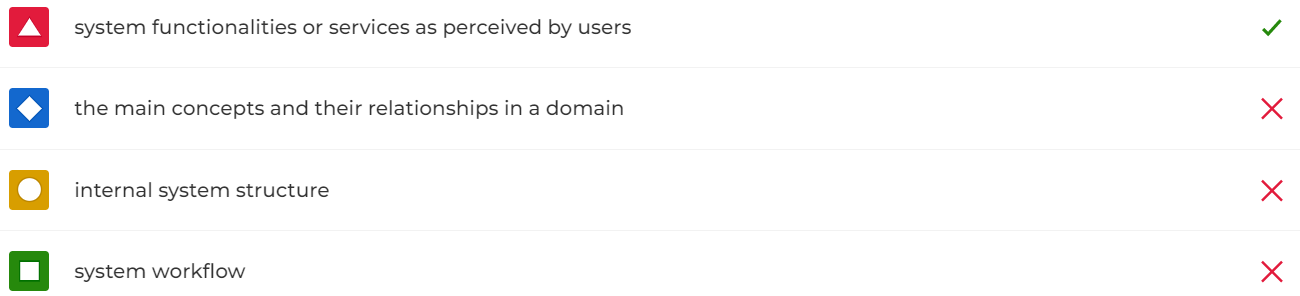 system functionalities or services as perceived by users
the main concepts and their relationships in a domain
internal system structure
system workflow